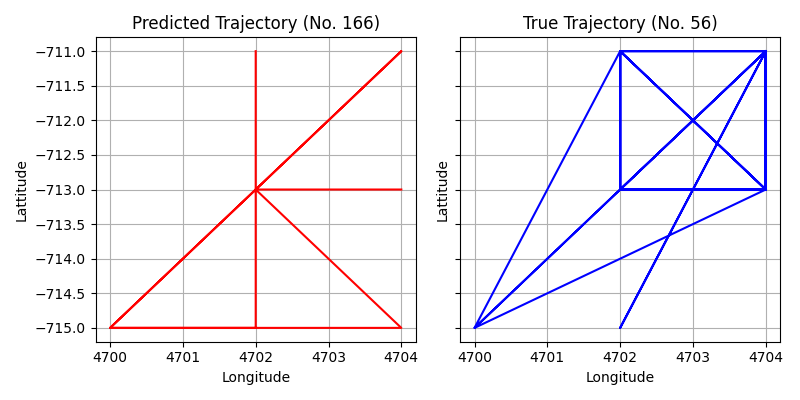 Predicted Trajectory (No. 166)
True Trajectory (No. 56)
−711.0
−711.5
−712.0
−712.5
−713.0
−713.5
−714.0
−714.5
−715.0
Lattitude
Lattitude
4700 4701 4702 4703 4704
4700 4701 4702 4703 4704
Longitude
Longitude